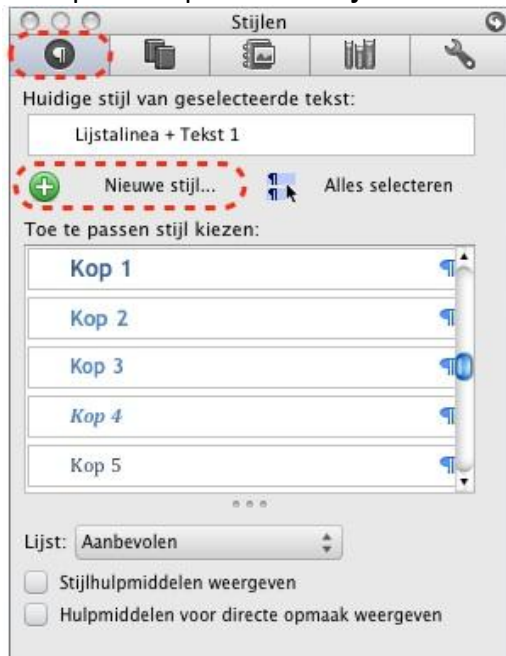 Stijlen
Huidige stijl van geselecteerde tekst:
Lijstalinea + Tekst 1
Nieuwe stijl... Alles selecteren
Toe te passen stijl kiezen:
Kop 1
Kop 2
Kop 3
Kop 4
Kop 5
Lijst: Aanbevolen
Stijlhulpmiddelen weergeven
Hulpmiddelen voor directe opmaak weergeven